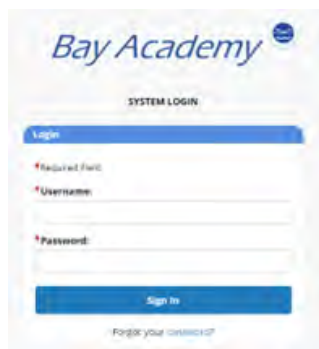 Bay Academy
SYSTEM LOGIN
Login
*Required Field
*Username:
*Password:
Sign In
Forgot your password?